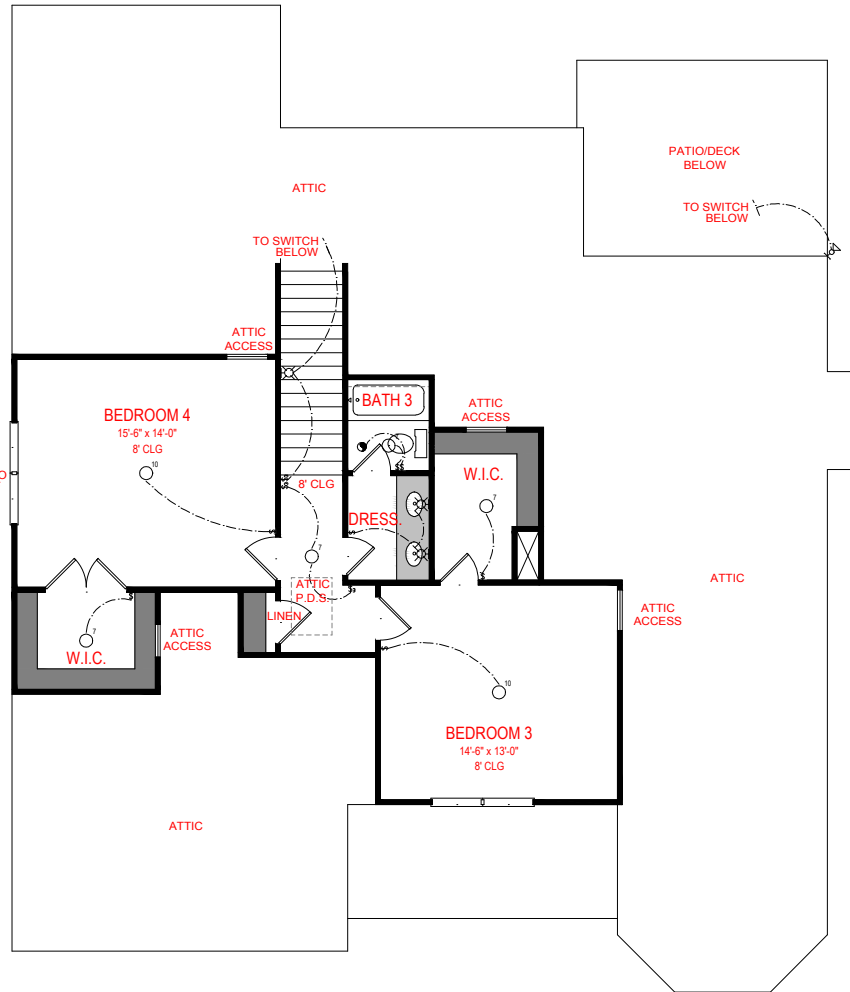 PATIO/DECK
BELOW
ATTIC
TO SWITCH
BELOW
TO SWITCH
BELOW
ATTIC
ACCESS
BATH 3
ATTIC
ACCESS
BEDROOM 4
15'-6" x 14'-0"
8' CLG
10
O
8' CLG
W.I.C.
7
DRESS.
7
ATTIC
P.D.S.
ATTIC
LINEN
ATTIC
ACCESS
7
W.I.C.
ATTIC
ACCESS
10
BEDROOM 3
14'-6" x 13'-0"
8' CLG
ATTIC